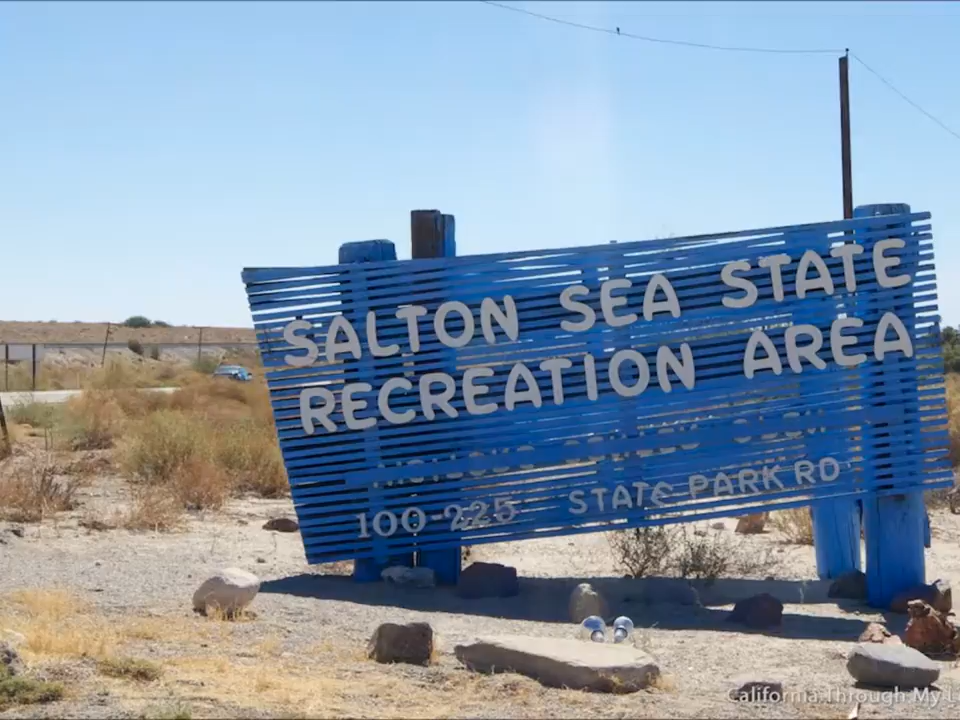 SALTON SEA STATE
RECREATION AREA
100-225 STATE PARK RD
California Through My L